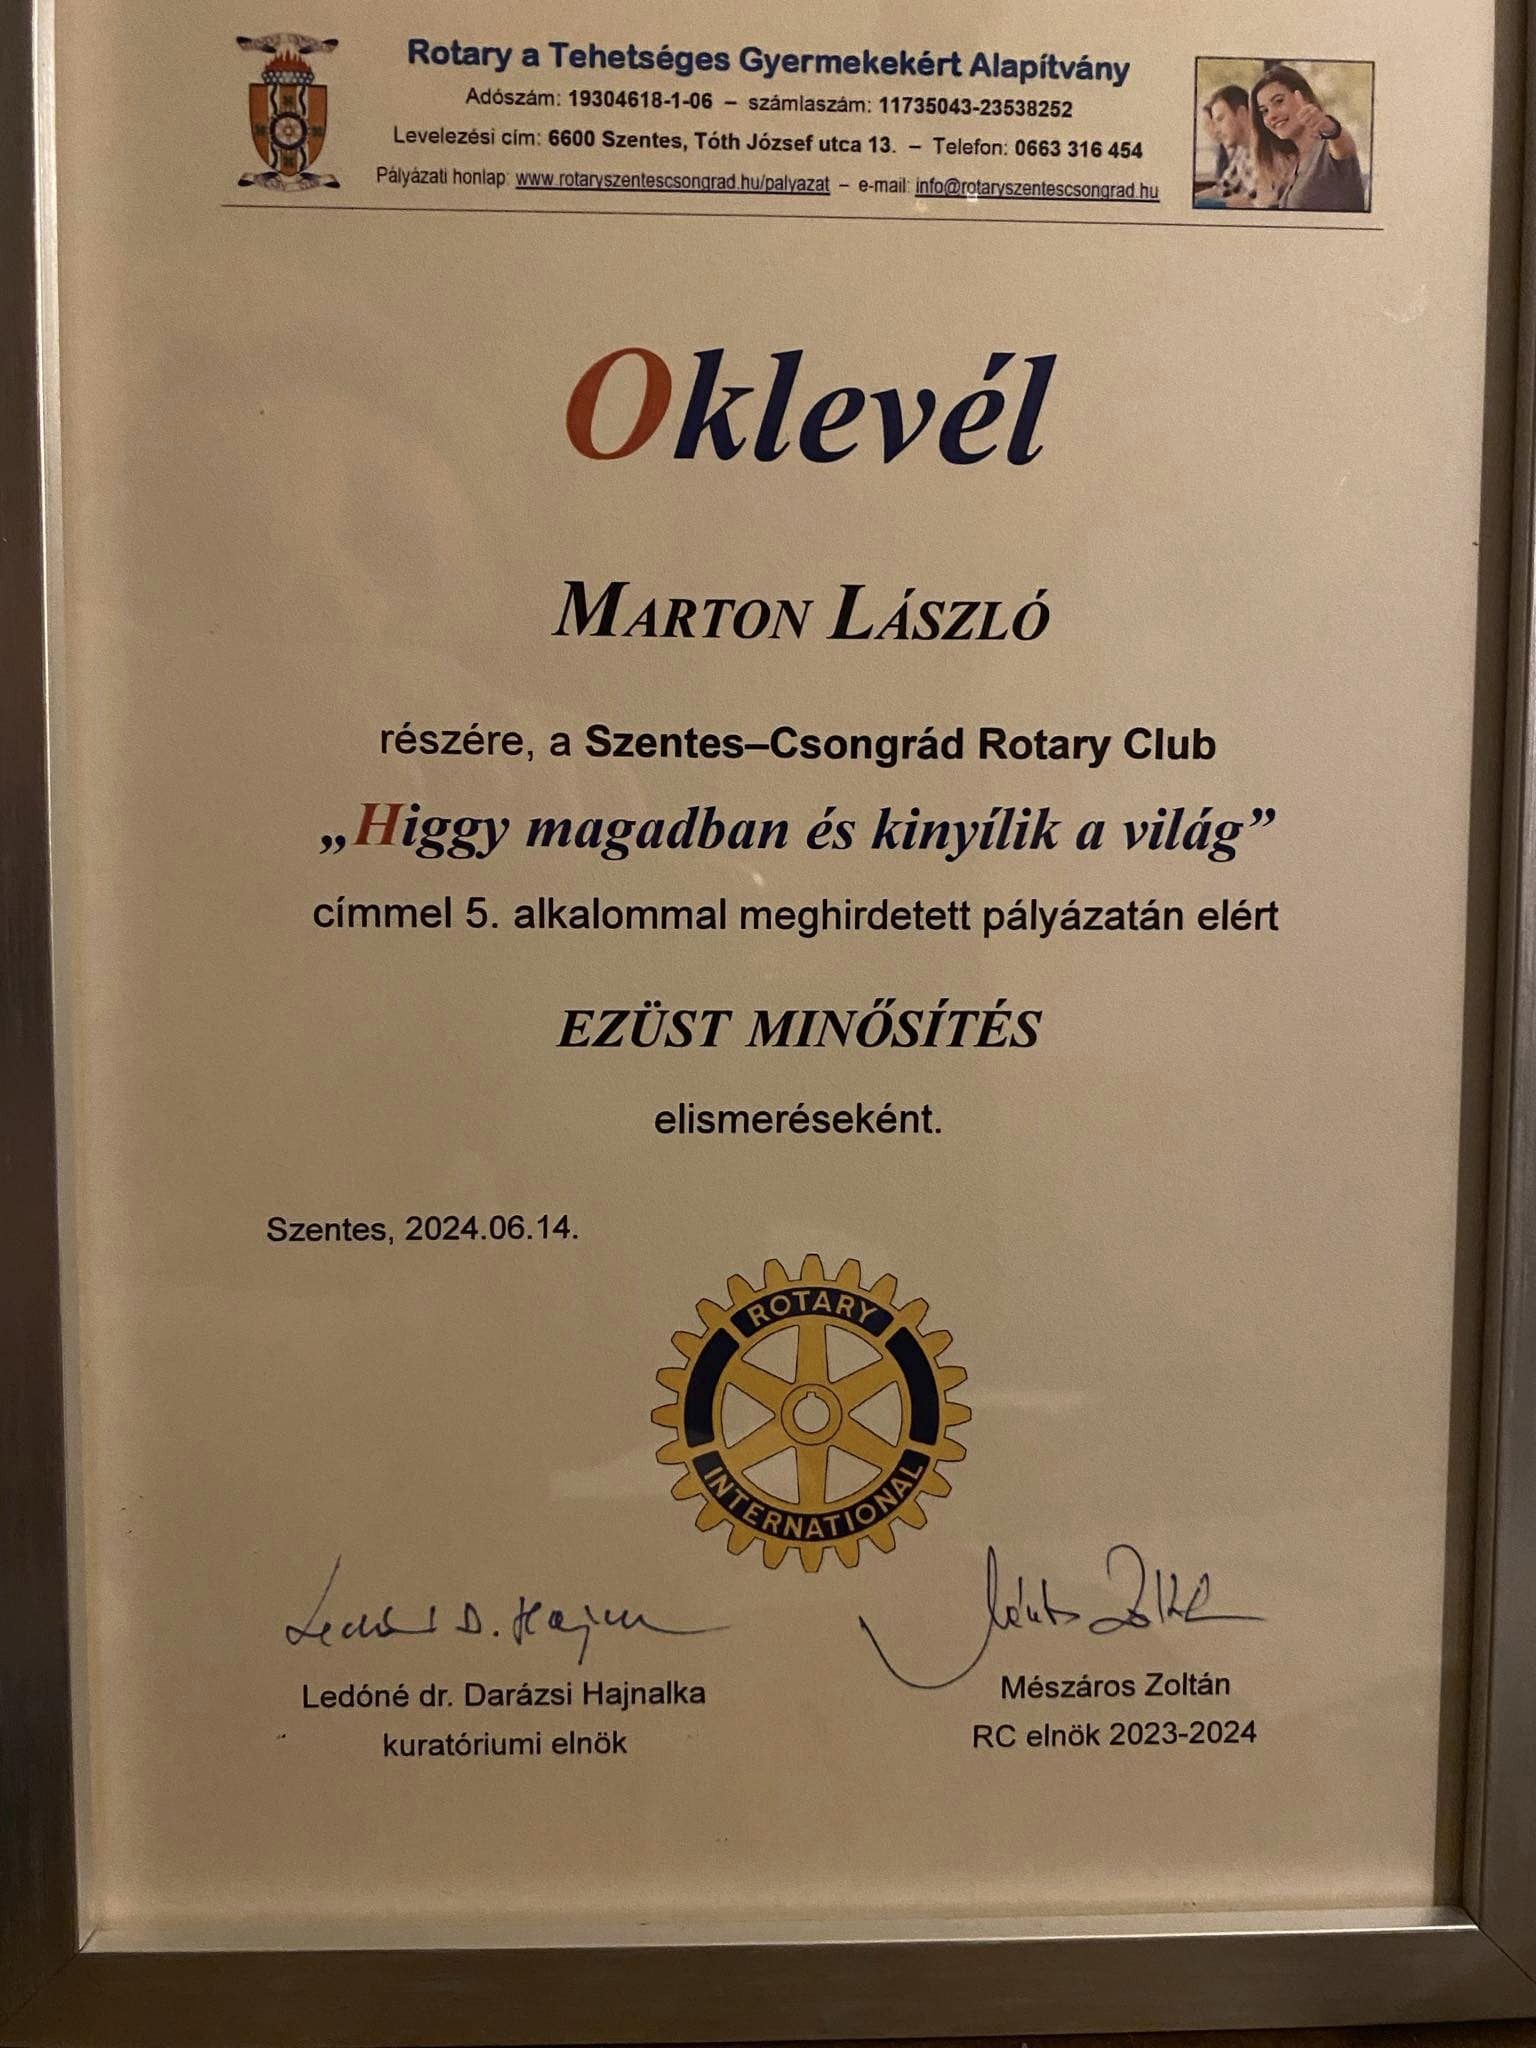 Rotary a Tehetséges Gyermekekért Alapítvány
Adószám: 19304618-1-06 – számlaszám: 11735043-23538252
Levelezési cím: 6600 Szentes, Tóth József utca 13. – Telefon: 0663 316 454
Pályázati honlap: www.rotaryszentescsongrad.hu/palyazat – e-mail: info@rotaryszentescsongrad.hu
Oklevél
MARTON LÁSZLÓ
részére, a Szentes–Csongrád Rotary Club
„Higgy magadban és kinyílik a világ”
címmel 5. alkalommal meghirdetett pályázatán elért
EZÜST MINŐSÍTÉS
elismeréseként.
Szentes, 2024.06.14.
ROTARY
INTERNATIONAL
Ledóné dr. Darázsi Hajnalka
kuratóriumi elnök
Mészáros Zoltán
RC elnök 2023-2024